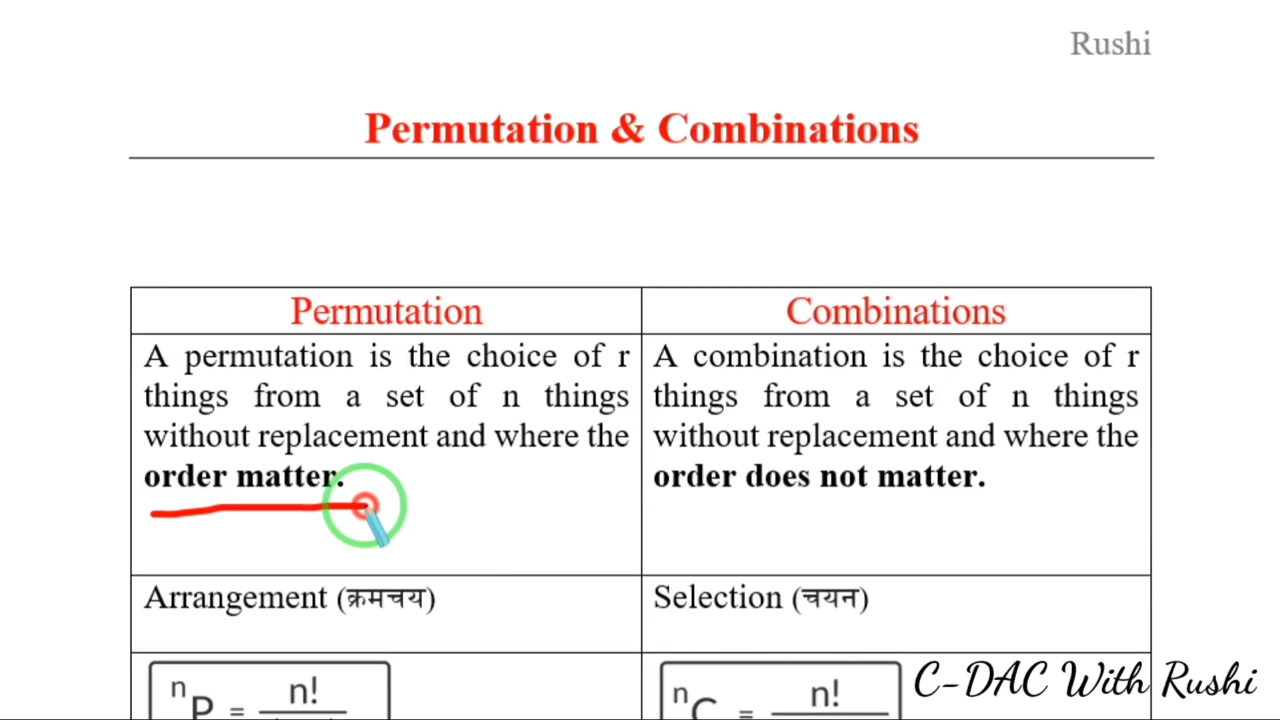 Rushi
Permutation & Combinations
Permutation
Combinations
A permutation is the choice of r
things from a set of n things
without replacement and where the
order matter.
A combination is the choice of r
things from a set of n things
without replacement and where the
order does not matter.
Arrangement (क्रमचय)
Selection (चयन)
n P = n!
n C = n!
C-DAC With Rushi